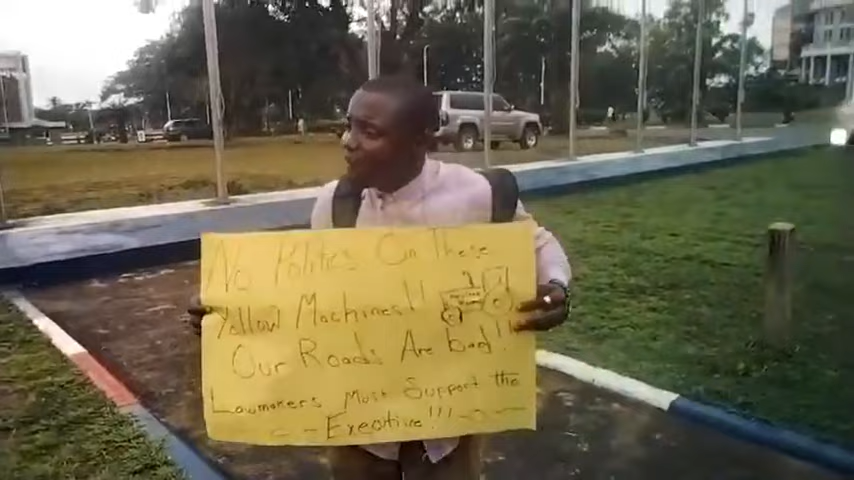 No Politics On These
Yellow Machines!!
Our Roads Are bad!!!
Lawmakers Must Support the
Executive!!!